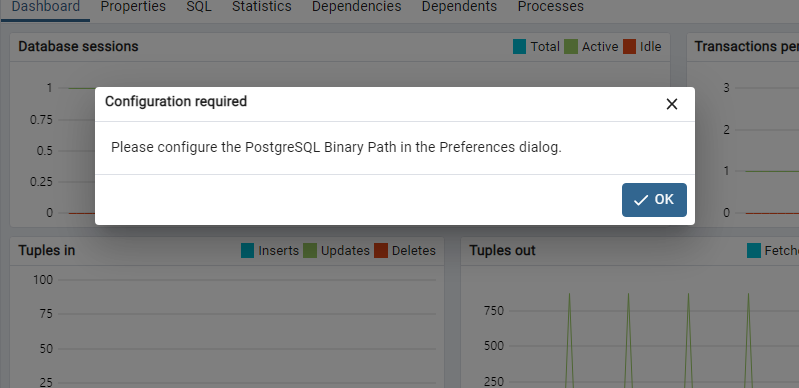 Dashboard Properties SQL Statistics Dependencies Dependents Processes
Database sessions
Total Active Idle
1
0.75
0.5
0.25
0
Transactions per
3
2
1
0
Configuration required
Please configure the PostgreSQL Binary Path in the Preferences dialog.
OK
Tuples in
Inserts Updates Deletes
100
75
50
25
Tuples out
750
500
250